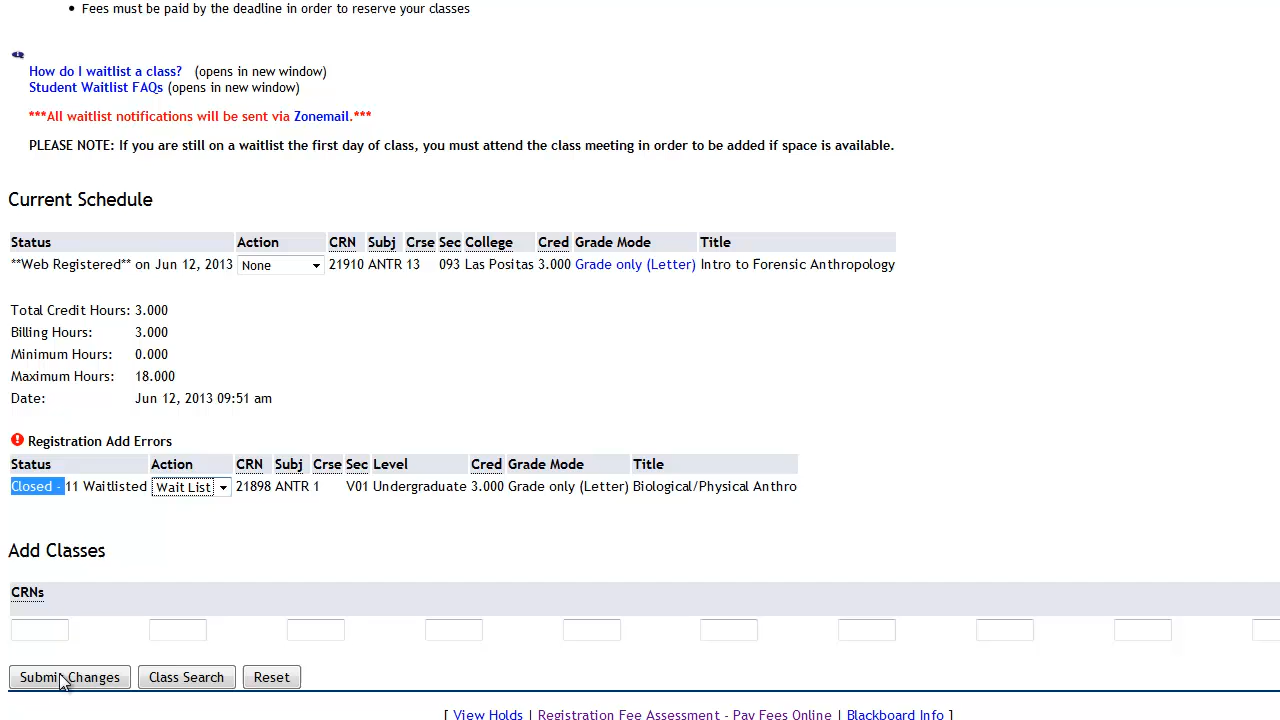 • Fees must be paid by the deadline in order to reserve your classes
How do I waitlist a class? (opens in new window)
Student Waitlist FAQs (opens in new window)
***All waitlist notifications will be sent via Zonemail.***
PLEASE NOTE: If you are still on a waitlist the first day of class, you must attend the class meeting in order to be added if space is available.
Current Schedule
Status Action CRN Subj Crse Sec College Cred Grade Mode Title
**Web Registered** on Jun 12, 2013 None 21910 ANTR 13 093 Las Positas 3.000 Grade only (Letter) Intro to Forensic Anthropology
Total Credit Hours: 3.000
Billing Hours: 3.000
Minimum Hours: 0.000
Maximum Hours: 18.000
Date: Jun 12, 2013 09:51 am
Registration Add Errors
Status Action CRN Subj Crse Sec Level Cred Grade Mode Title
Closed - 11 Waitlisted Wait List 21898 ANTR 1 V01 Undergraduate 3.000 Grade only (Letter) Biological/Physical Anthro
Add Classes
CRNs
Submit Changes Class Search Reset
[ View Holds | Registration Fee Assessment - Pay Fees Online | Blackboard Info ]